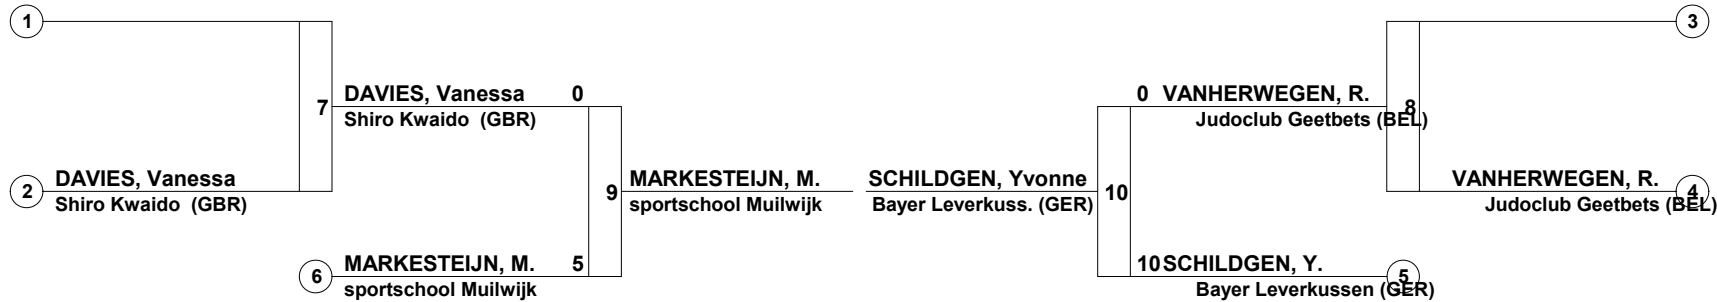 1
3
DAVIES, Vanessa 0
0 VANHERWEGEN, R.
7
8
Shiro Kwaido (GBR)
Judoclub Geetbets (BEL)
2
DAVIES, Vanessa
Shiro Kwaido (GBR)
9
MARKESTEIJN, M.
sportschool Muilwijk
SCHILDGEN, Yvonne
Bayer Leverkuss. (GER)
10
VANHERWEGEN, R.
4
Judoclub Geetbets (BEL)
6
MARKESTEIJN, M. 5
sportschool Muilwijk
10 SCHILDGEN, Y.
5
Bayer Leverkussen (GER)